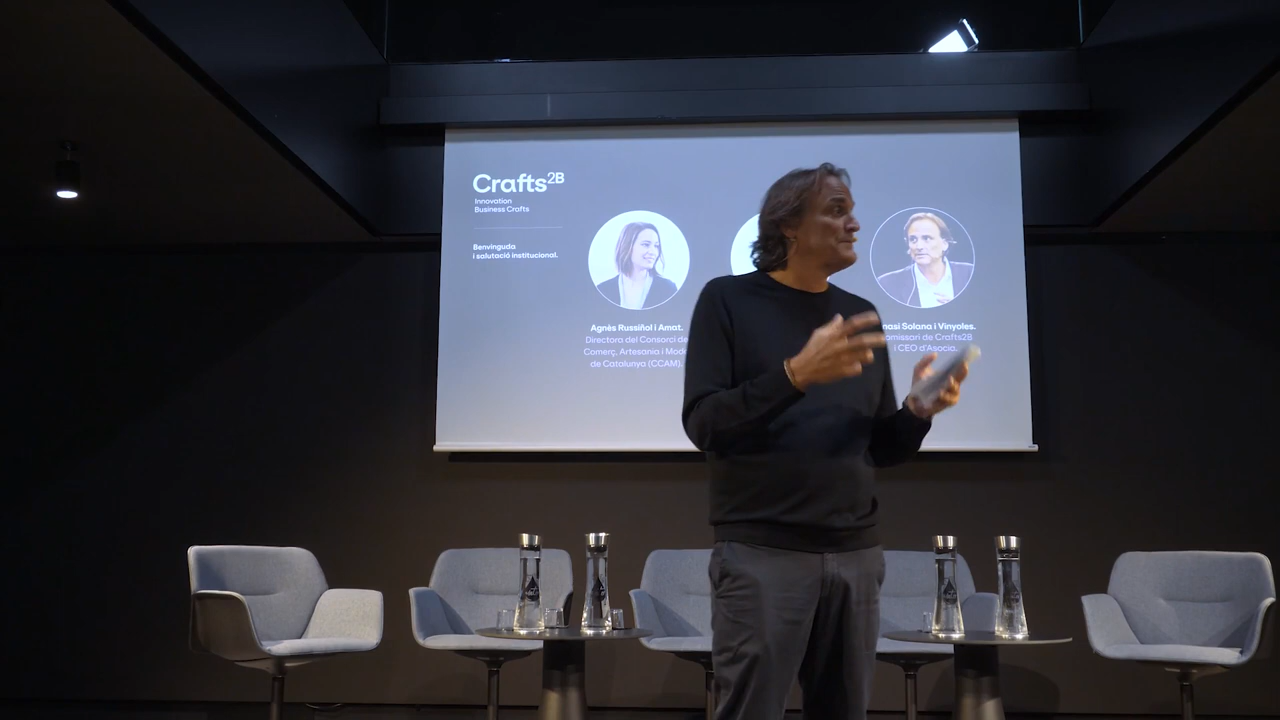 Crafts2B
Innovation
Business Crafts
Benvinguda
i salutació institucional.
Agnès Russiñol i Amat.
Directora del Consorci de
Comerç, Artesania i Mod
de Catalunya (CCAM).
nasi Solana i Vinyoles.
omissari de Crafts2B
i CEO d'Asocia.